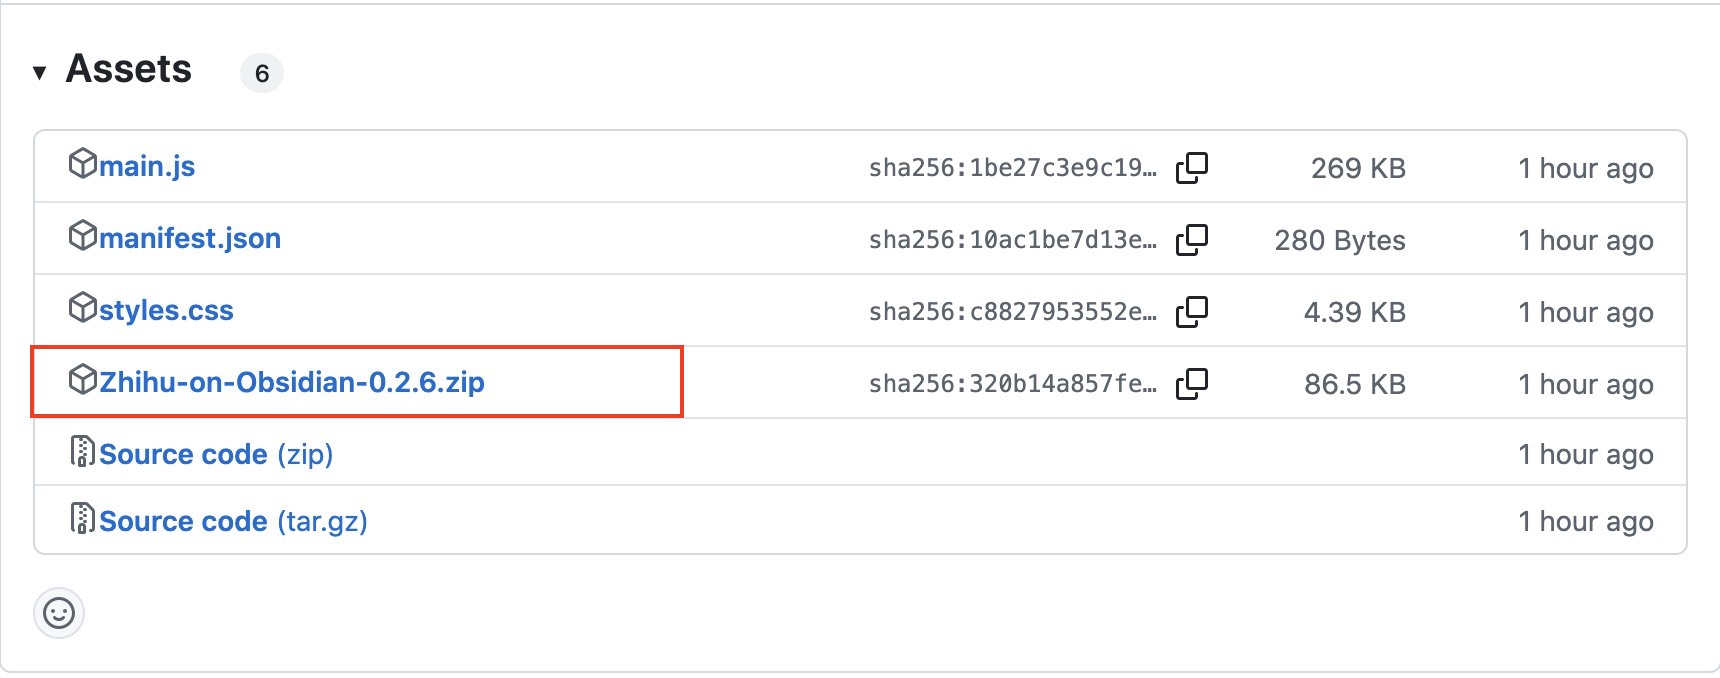 ▼ Assets 6
main.js sha256:1be27c3e9c19… 269 KB 1 hour ago
manifest.json sha256:10ac1be7d13e… 280 Bytes 1 hour ago
styles.css sha256:c8827953552e… 4.39 KB 1 hour ago
Zhihu-on-Obsidian-0.2.6.zip sha256:320b14a857fe… 86.5 KB 1 hour ago
Source code (zip) 1 hour ago
Source code (tar.gz) 1 hour ago